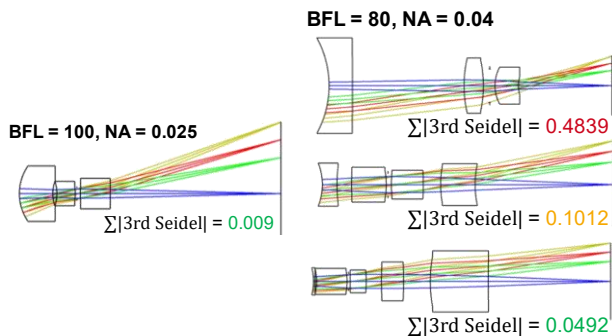 BFL = 80, NA = 0.04
∑|3rd Seidel| = 0.4839
BFL = 100, NA = 0.025
∑|3rd Seidel| = 0.009
∑|3rd Seidel| = 0.1012
∑|3rd Seidel| = 0.0492